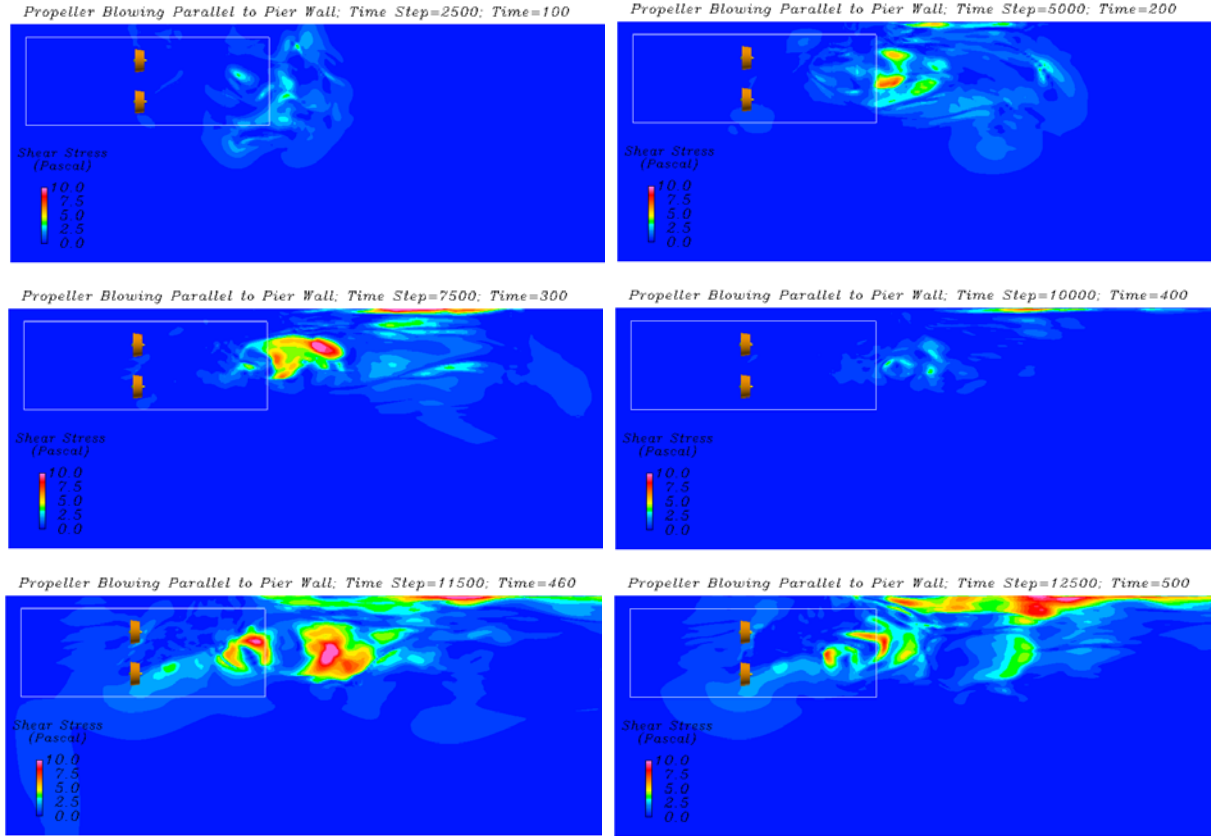 Propeller Blowing Parallel to Pier Wall; Time Step=2500; Time=100
Shear Stress
(Pascal)
10.0
7.5
5.0
2.5
0.0
Propeller Blowing Parallel to Pier Wall; Time Step=5000; Time=200
Shear Stress
(Pascal)
10.0
7.5
5.0
2.5
0.0
Propeller Blowing Parallel to Pier Wall; Time Step=7500; Time=300
Shear Stress
(Pascal)
10.0
7.5
5.0
2.5
0.0
Propeller Blowing Parallel to Pier Wall; Time Step=10000; Time=400
Shear Stress
(Pascal)
10.0
7.5
5.0
2.5
0.0
Propeller Blowing Parallel to Pier Wall; Time Step=11500; Time=460
Shear Stress
(Pascal)
10.0
7.5
5.0
2.5
0.0
Propeller Blowing Parallel to Pier Wall; Time Step=12500; Time=500
Shear Stress
(Pascal)
10.0
7.5
5.0
2.5
0.0